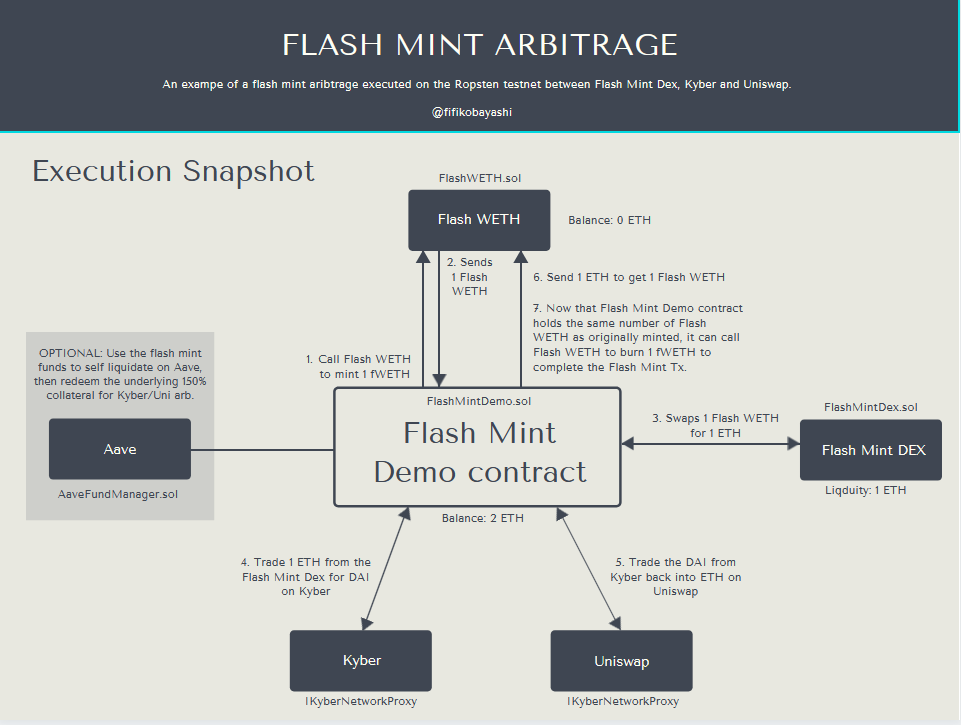 FLASH MINT ARBITRAGE
An exampe of a flash mint aribtrage executed on the Ropsten testnet between Flash Mint Dex, Kyber and Uniswap.
@fifikobayashi
Execution Snapshot
FlashWETH.sol
Flash WETH
Balance: 0 ETH
2. Sends
1 Flash
WETH
6. Send 1 ETH to get 1 Flash WETH
7. Now that Flash Mint Demo contract
holds the same number of Flash
WETH as originally minted, it can call
Flash WETH to burn 1 fWETH to
complete the Flash Mint Tx.
1. Call Flash WETH
to mint 1 fWETH
OPTIONAL: Use the flash mint
funds to self liquidate on Aave,
then redeem the underlying 150%
collateral for Kyber/Uni arb.
Aave
AaveFundManager.sol
FlashMintDemo.sol
Flash Mint
Demo contract
Balance: 2 ETH
3. Swaps 1 Flash WETH
for 1 ETH
FlashMintDex.sol
Flash Mint DEX
Liqduity: 1 ETH
4. Trade 1 ETH from the
Flash Mint Dex for DAI
on Kyber
5. Trade the DAI from
Kyber back into ETH on
Uniswap
Kyber
IKyberNetworkProxy
Uniswap
IKyberNetworkProxy